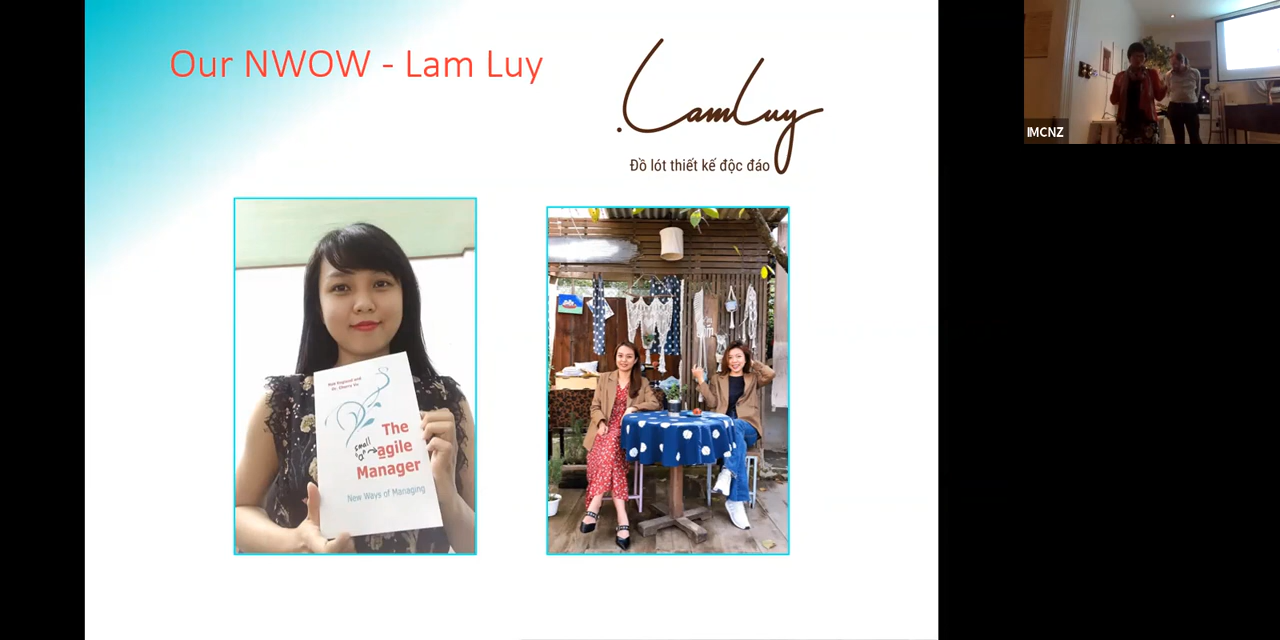 Our NWOW - Lam Luy
.LamLuy
Đồ lót thiết kế độc đáo
IMCNZ
The
small
"a"
agile
Manager
New Ways of Managing